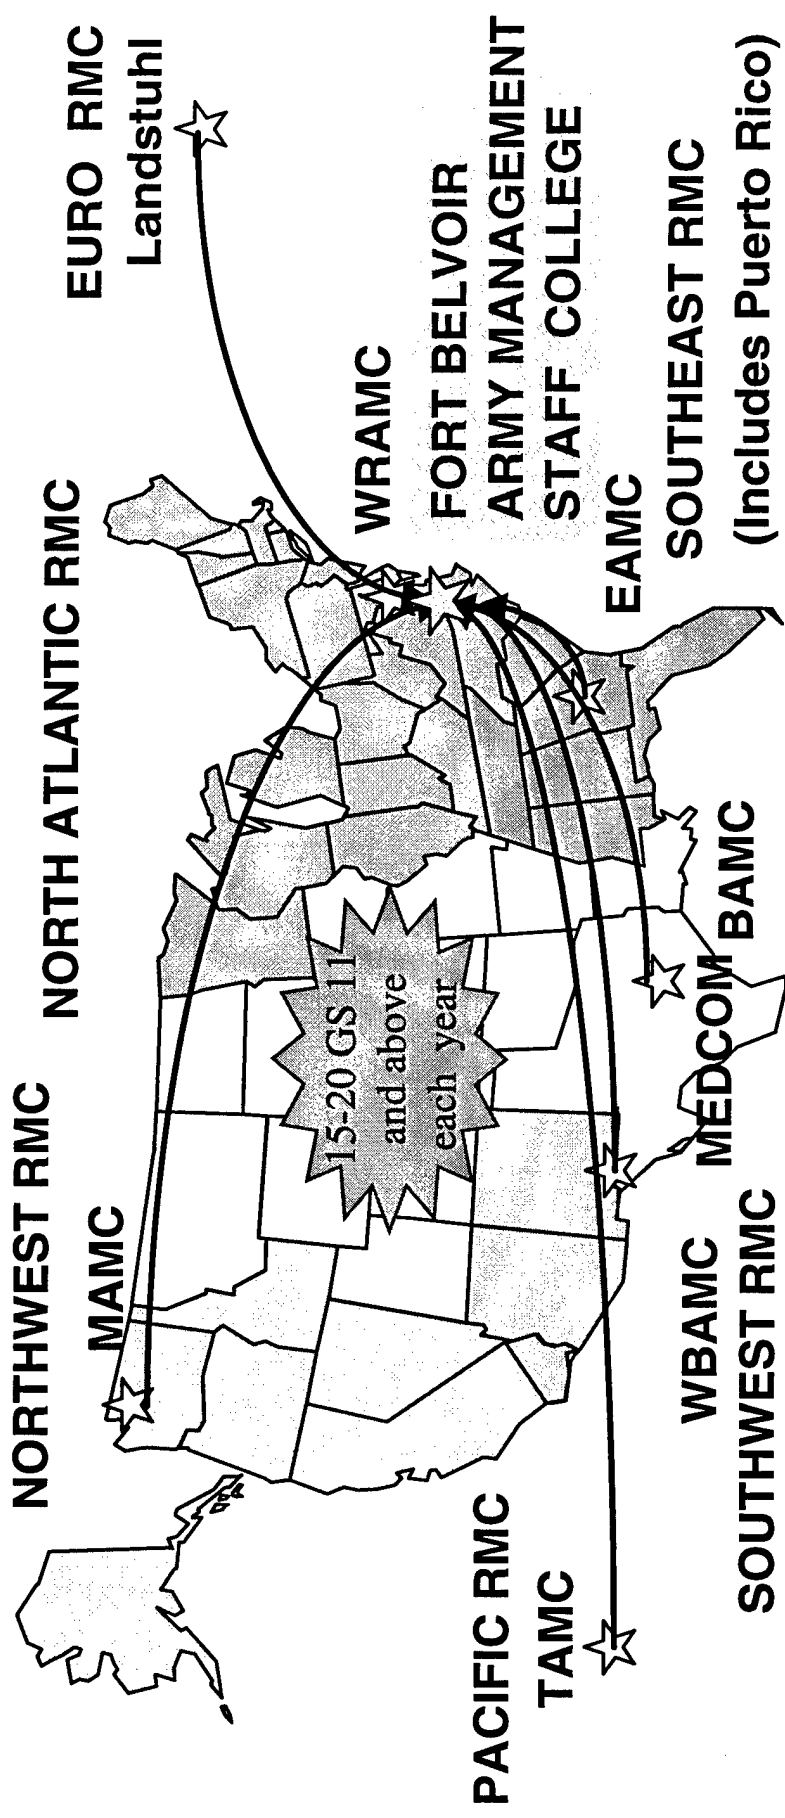 NORTHWEST RMC
MAMC
NORTH ATLANTIC RMC
EURO RMC
Landstuhl
15-20 GS 11
and above
each year
WRAMC
FORT BELVOIR
ARMY MANAGEMENT
STAFF COLLEGE
PACIFIC RMC
TAMC
WBAMC
SOUTHWEST RMC
MEDCOM
BAMC
EAMC
SOUTHEAST RMC
(Includes Puerto Rico)